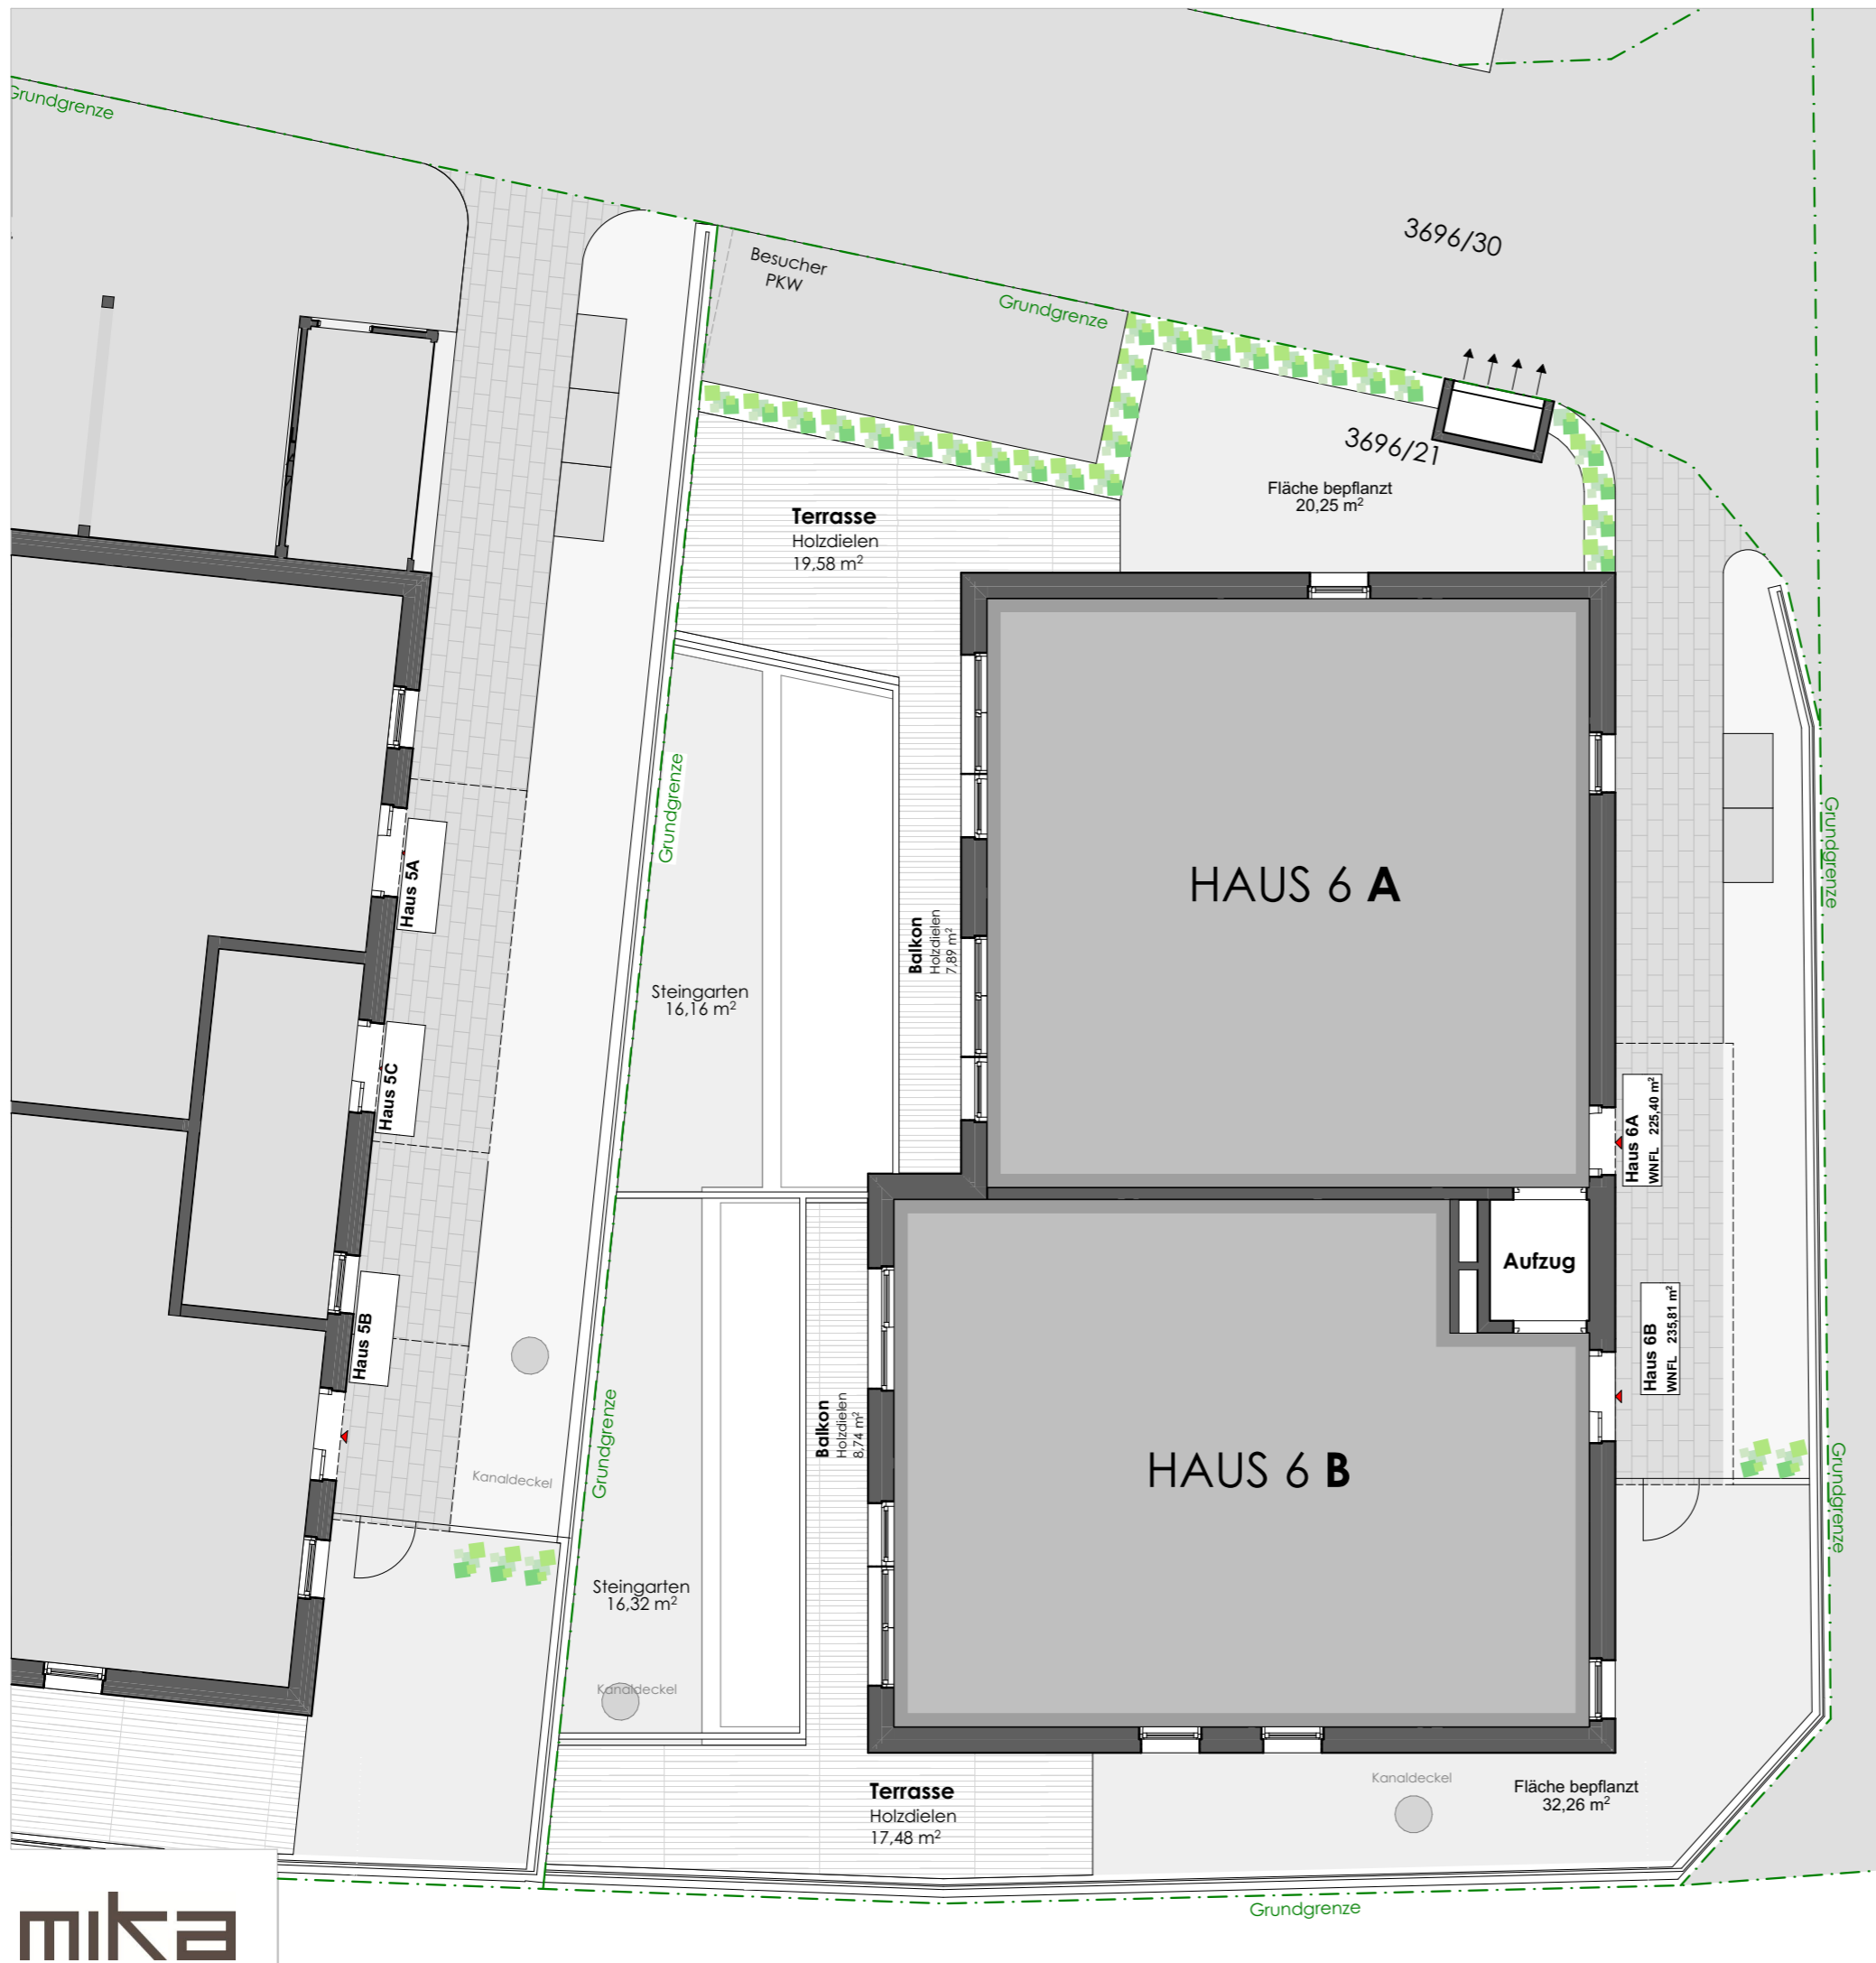 Grundgrenze
3696/30
Besucher
PKW
Grundgrenze
3696/21
Fläche bepflanzt
20,25 m²
Terrasse
Holzdielen
19,58 m²
Grundgrenze
Grundgrenze
Haus 5A
HAUS 6 A
Balkon
Holzdielen
7,89 m²
Steingarten
16,16 m²
Haus 5C
Haus 6A
WNFL 225,40 m²
Aufzug
Haus 5B
Haus 6B
WNFL 235,81 m²
Balkon
Holzdielen
8,74 m²
Grundgrenze
HAUS 6 B
Kanaldeckel
Grundgrenze
Steingarten
16,32 m²
Kanaldeckel
Terrasse
Holzdielen
17,48 m²
Kanaldeckel
Fläche bepflanzt
32,26 m²
Grundgrenze
mika